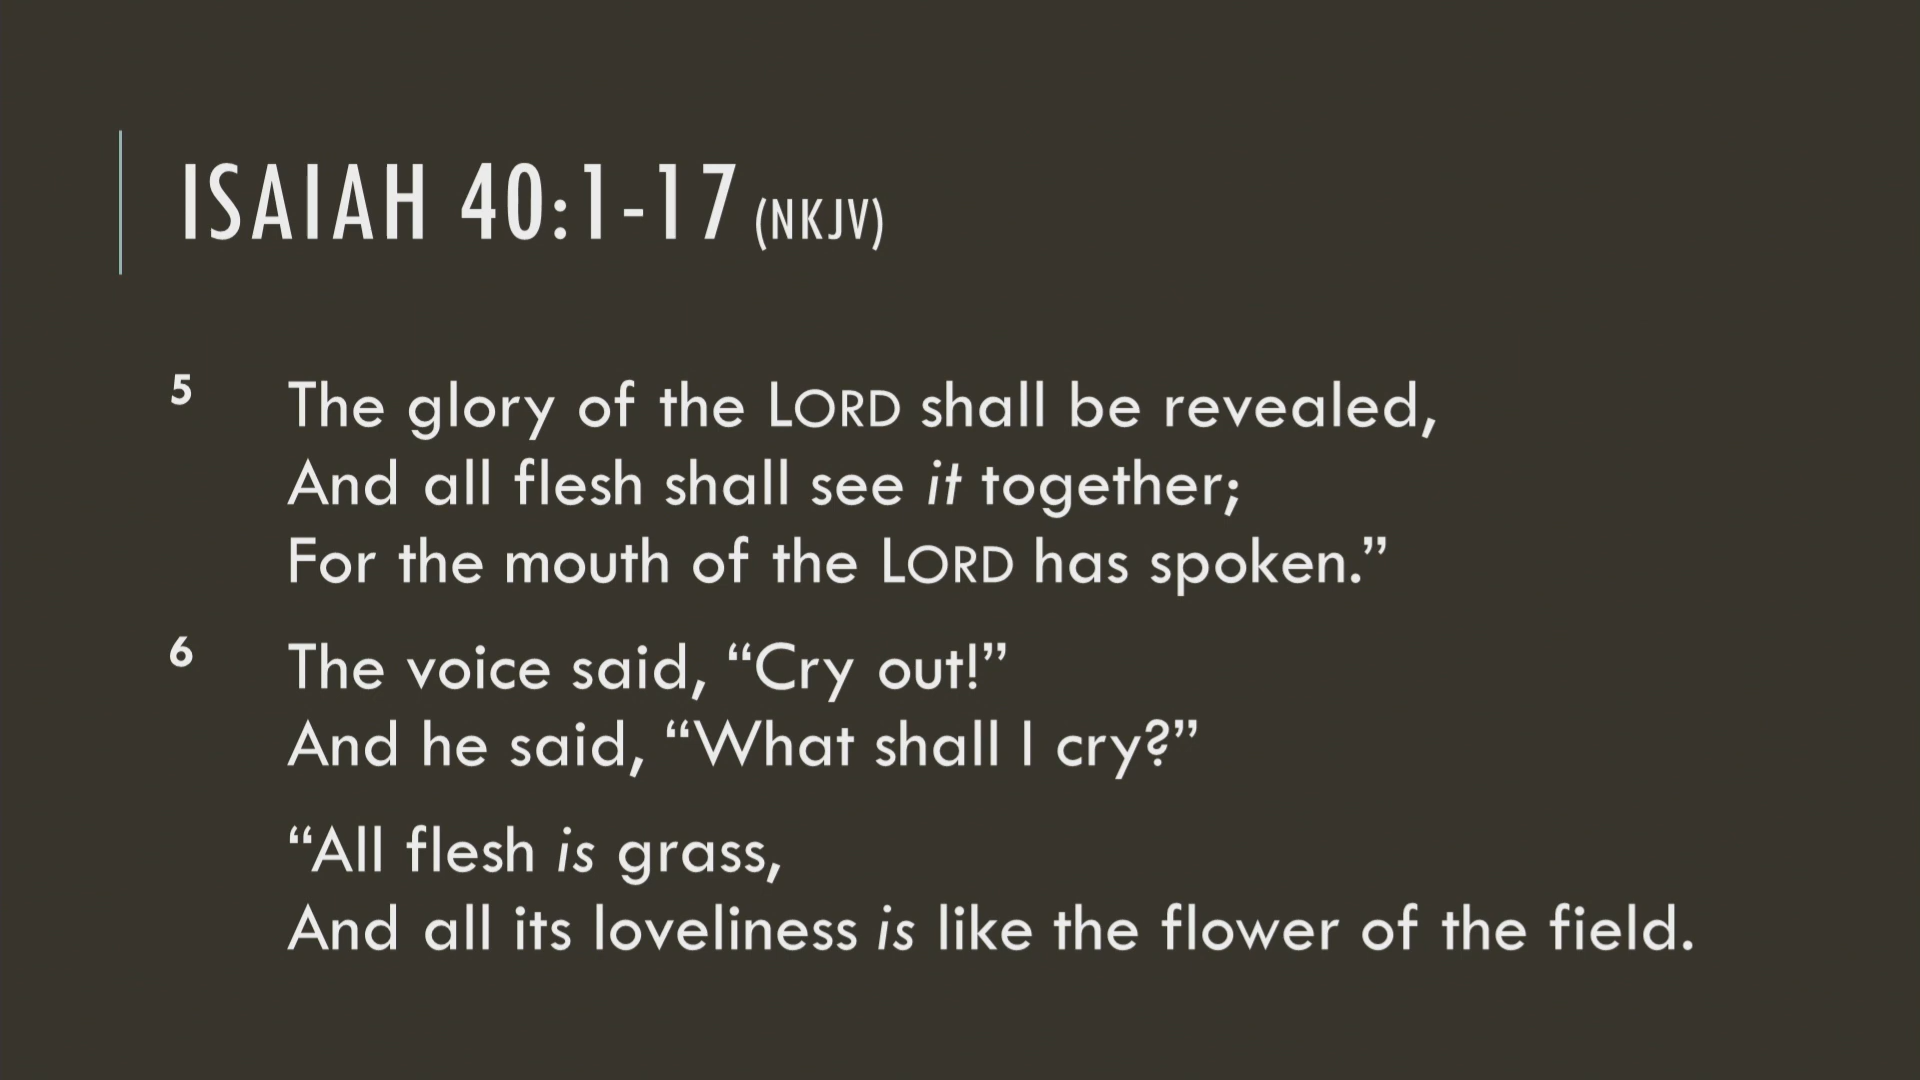 ISAIAH 40:1-17 (NKJV)
5 The glory of the LORD shall be revealed,
And all flesh shall see it together;
For the mouth of the LORD has spoken.”
6 The voice said, “Cry out!”
And he said, “What shall I cry?”
“All flesh is grass,
And all its loveliness is like the flower of the field.